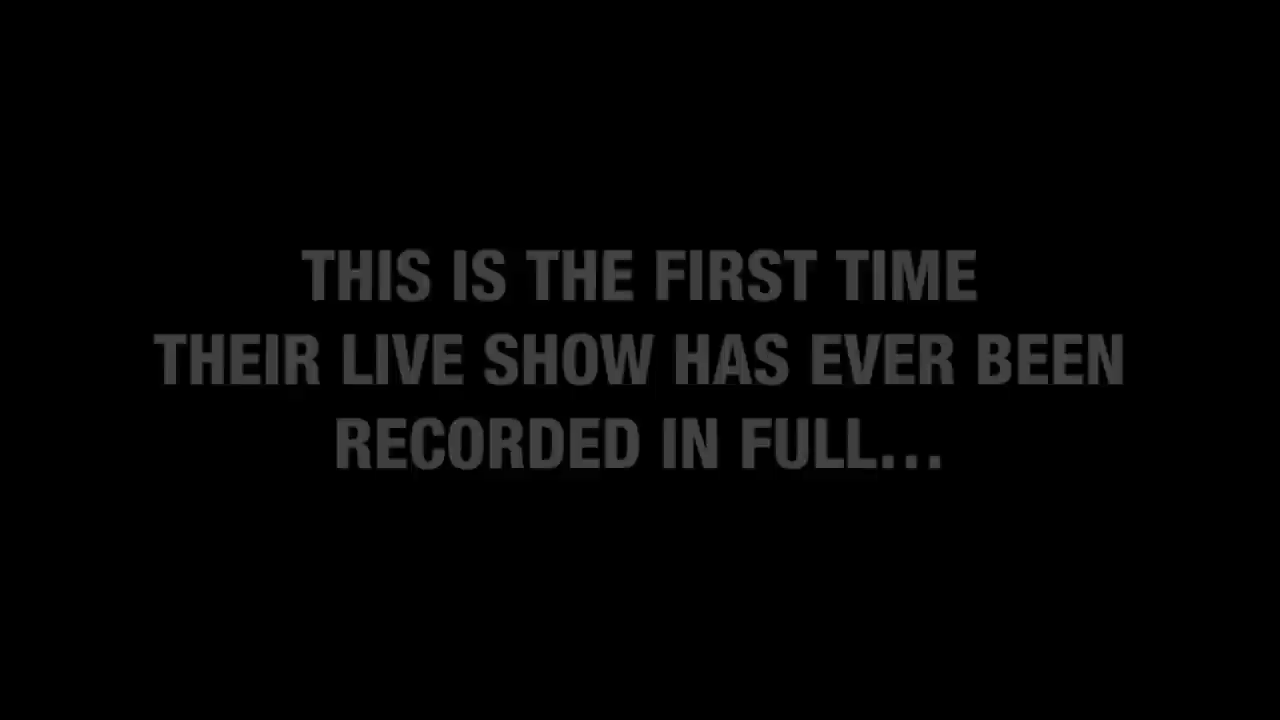 THIS IS THE FIRST TIME
THEIR LIVE SHOW HAS EVER BEEN
RECORDED IN FULL...